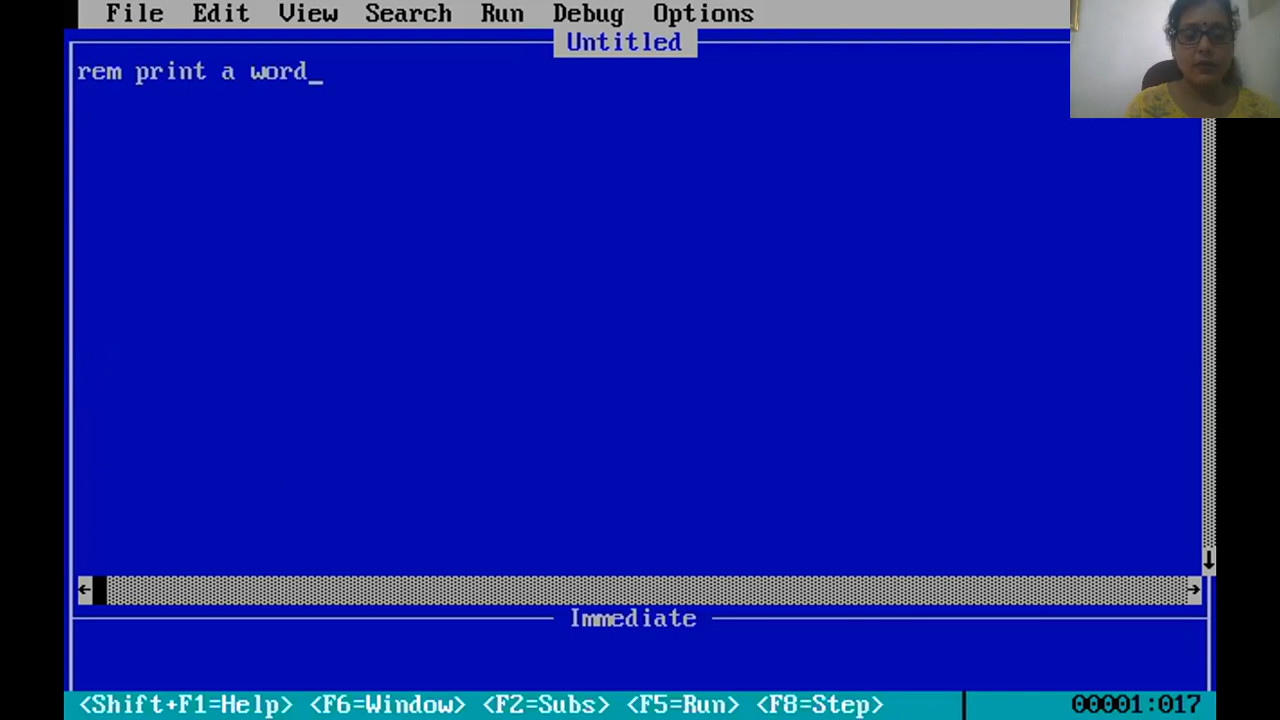 File Edit View Search Run Debug Options
Untitled
rem print a word_
Immediate
<Shift+F1=Help> <F6=Window> <F2=Subs> <F5=Run> <F8=Step> 00001:017